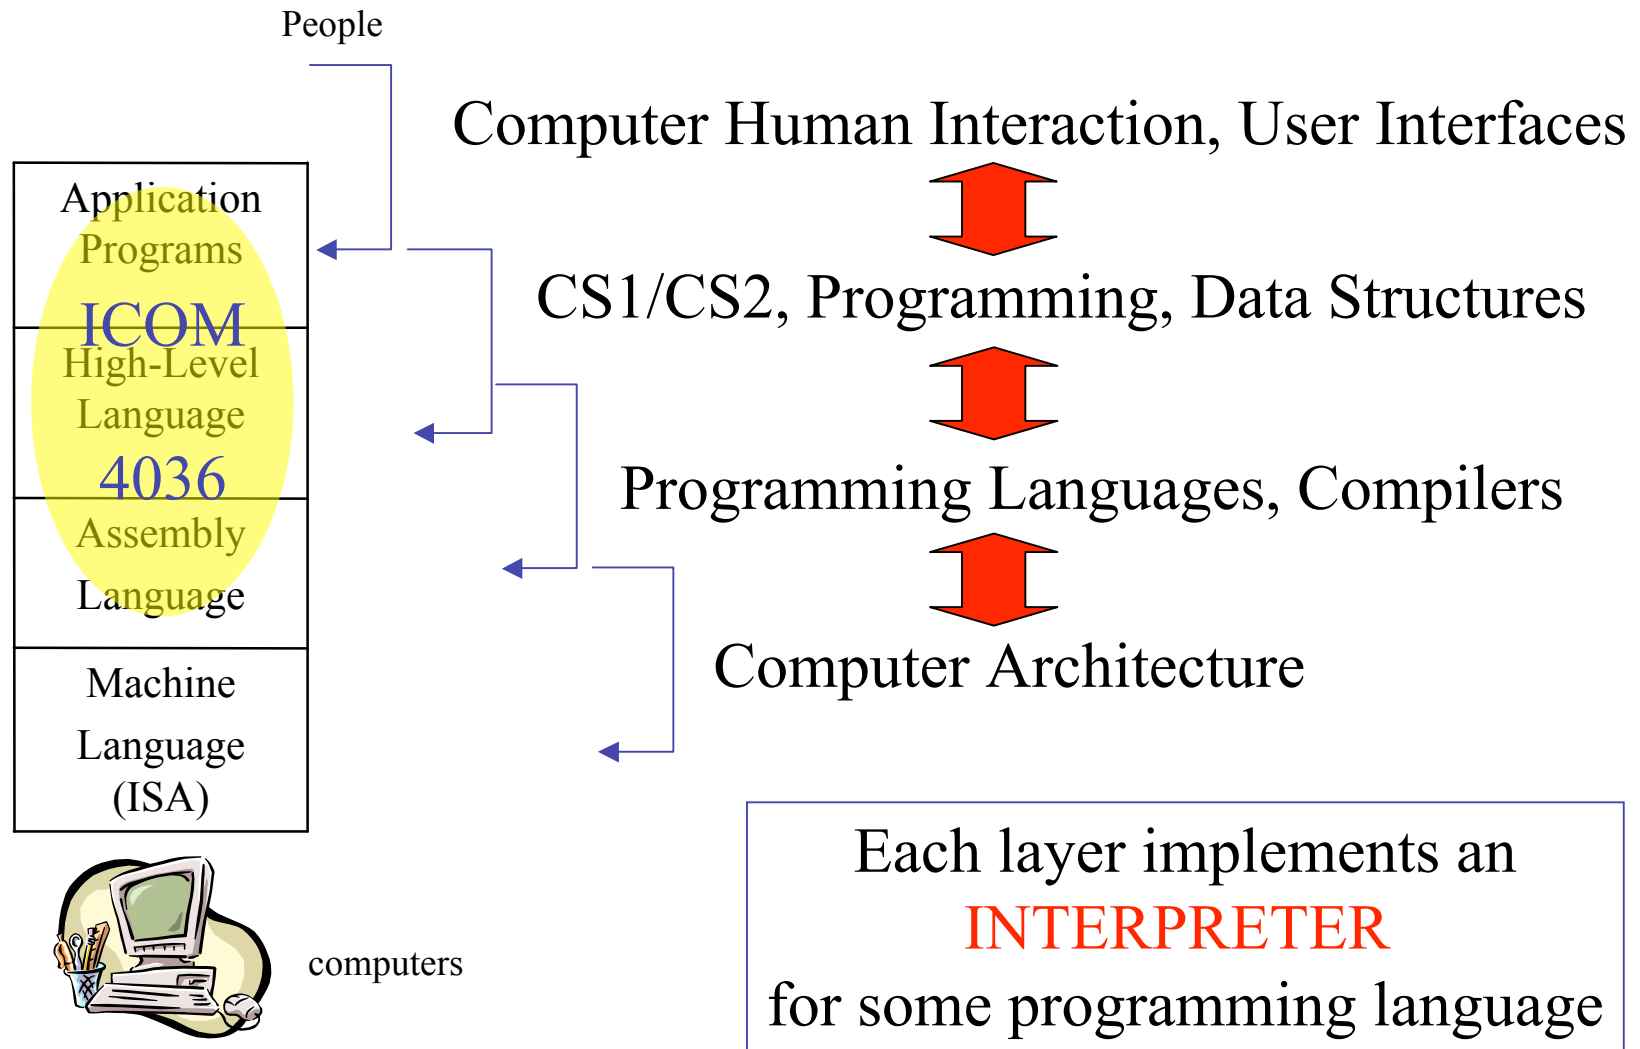 People
Computer Human Interaction, User Interfaces
Application
Programs
ICOM
High-Level
Language
4036
Assembly
Language
Machine
Language
(ISA)
CS1/CS2, Programming, Data Structures
Programming Languages, Compilers
Computer Architecture
computers
Each layer implements an
INTERPRETER
for some programming language